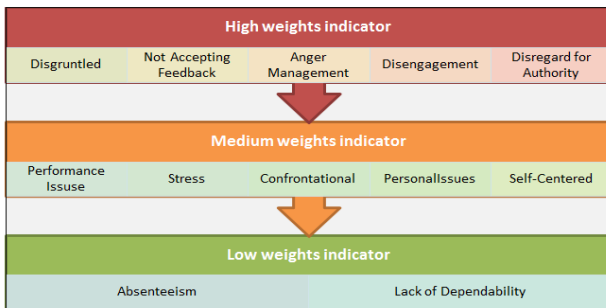 High weights indicator
Disgruntled
Not Accepting
Feedback
Anger
Management
Disengagement
Disregard for
Authority
Medium weights indicator
Performance
Issuse
Stress
Confrontational
PersonalIssues
Self-Centered
Low weights indicator
Absenteeism
Lack of Dependability